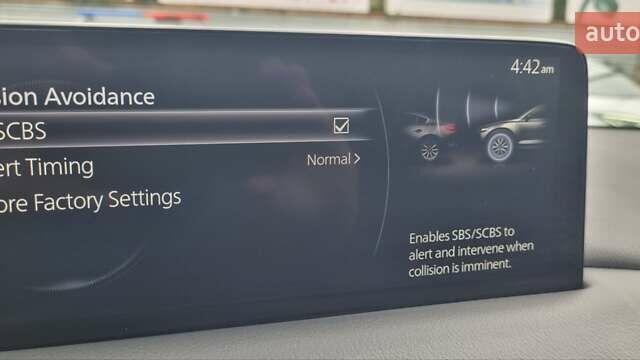 auto
4:42am
sion Avoidance
SCBS
ert Timing
Normal >
ore Factory Settings
Enables SBS/SCBS to
alert and intervene when
collision is imminent.